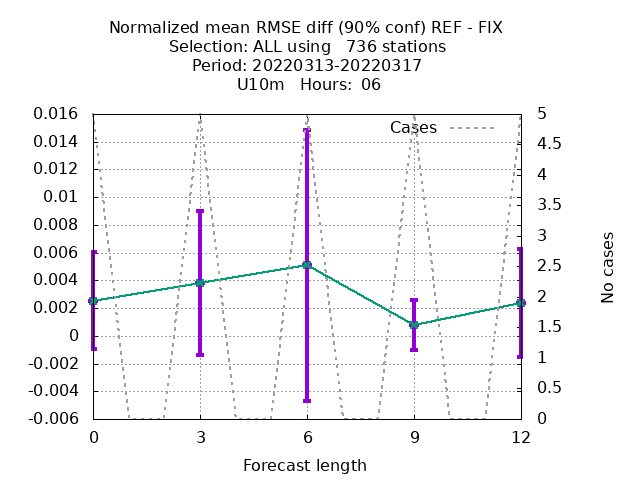 Normalized mean RMSE diff (90% conf) REF - FIX
Selection: ALL using   736 stations
Period: 20220313-20220317
U10m   Hours:  06
Cases
0.016
0.014
0.012
0.01
0.008
0.006
0.004
0.002
0
-0.002
-0.004
-0.006
5
4.5
4
3.5
3
2.5
2
1.5
1
0.5
0
No cases
0 3 6 9 12
Forecast length